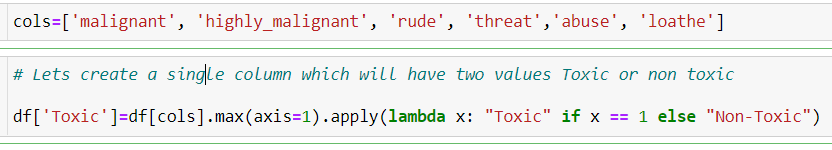 cols=['malignant', 'highly_malignant', 'rude', 'threat','abuse', 'loathe']
# Lets create a single column which will have two values Toxic or non toxic
df['Toxic']=df[cols].max(axis=1).apply(lambda x: "Toxic" if x == 1 else "Non-Toxic")